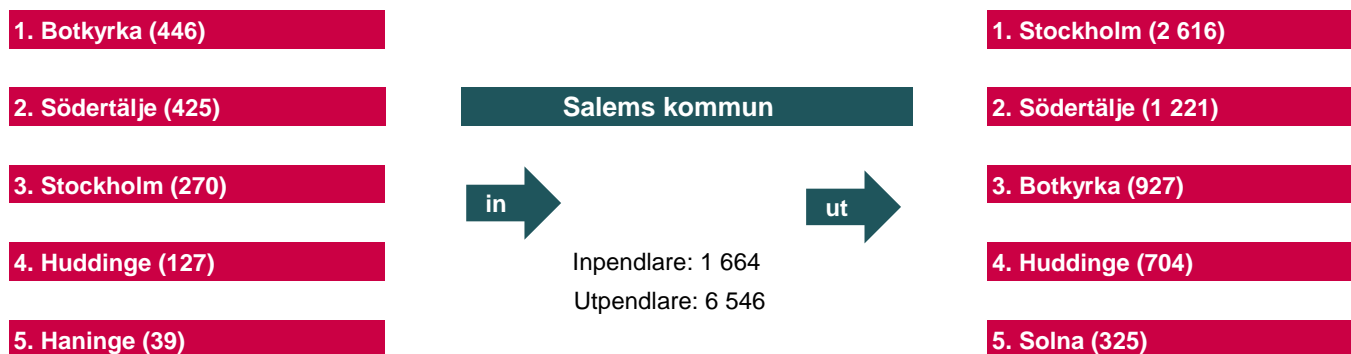 1. Botkyrka (446)
2. Södertälje (425)
3. Stockholm (270)
4. Huddinge (127)
5. Haninge (39)
Salems kommun
in
ut
Inpendlare: 1 664
Utpendlare: 6 546
1. Stockholm (2 616)
2. Södertälje (1 221)
3. Botkyrka (927)
4. Huddinge (704)
5. Solna (325)